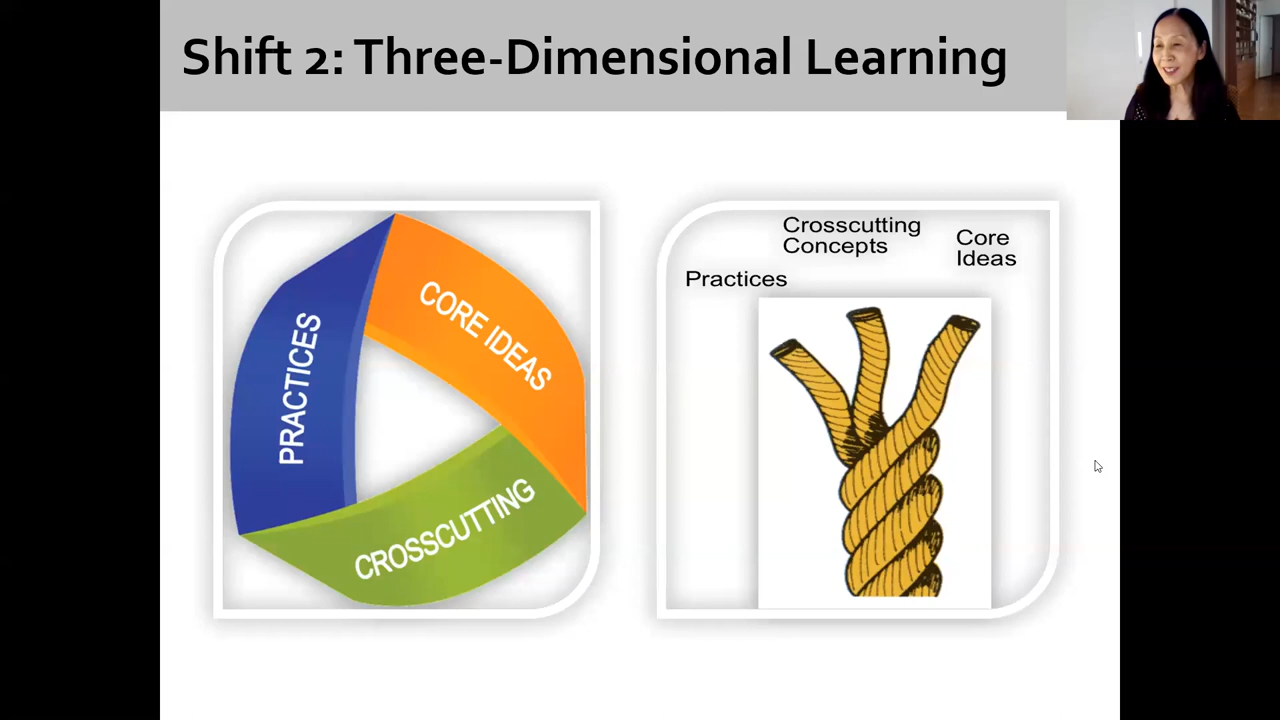 Shift 2: Three-Dimensional Learning
PRACTICES
CORE IDEAS
CROSSCUTTING
Practices
Crosscutting
Concepts
Core
Ideas